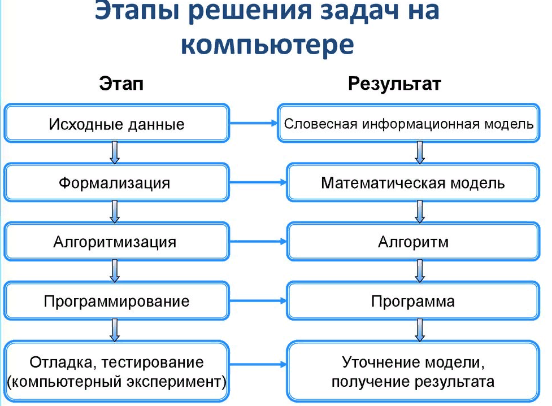 Этапы решения задач на
компьютере
Этап
Результат
Исходные данные
Словесная информационная модель
Формализация
Математическая модель
Алгоритмизация
Алгоритм
Программирование
Программа
Отладка, тестирование
(компьютерный эксперимент)
Уточнение модели,
получение результата